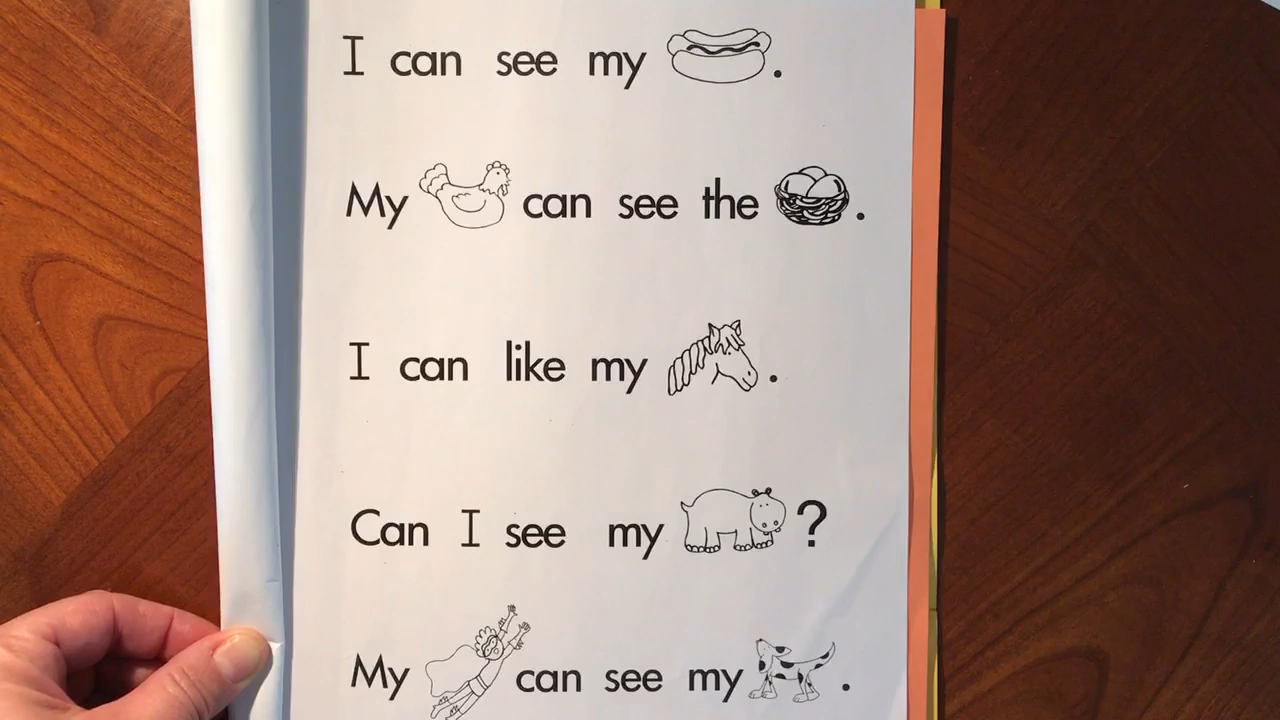 I can see my .
My can see the .
I can like my .
Can I see my ?
My can see my .